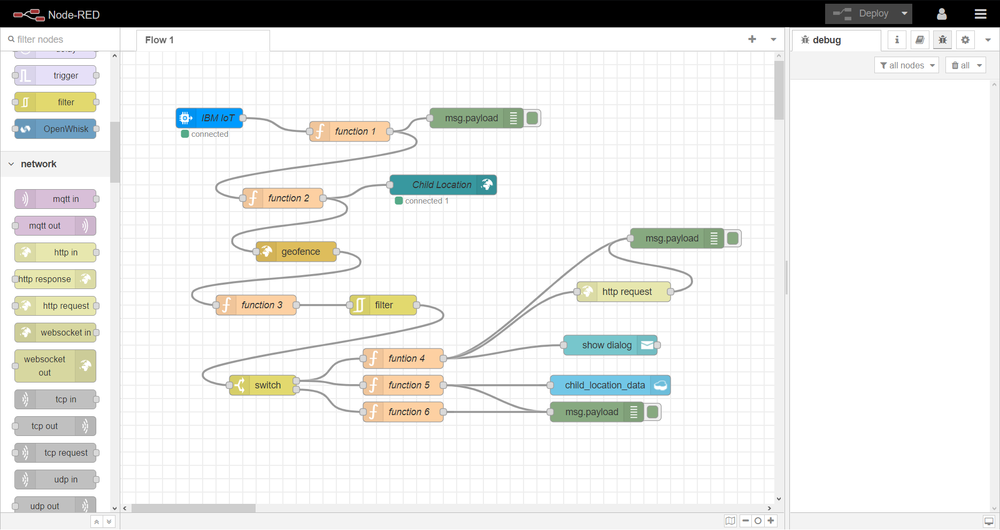 Node-RED
Deploy
filter nodes
Flow 1
debug
all nodes
all
delay
trigger
filter
OpenWhisk
network
mqtt in
mqtt out
http in
http response
http request
websocket in
websocket
out
tcp in
tcp out
tcp request
udp in
udp out
IBM IoT
connected
function 1
msg.payload
function 2
Child Location
connected 1
geofence
msg.payload
http request
function 3
filter
show dialog
funtion 4
switch
function 5
child_location_data
function 6
msg.payload